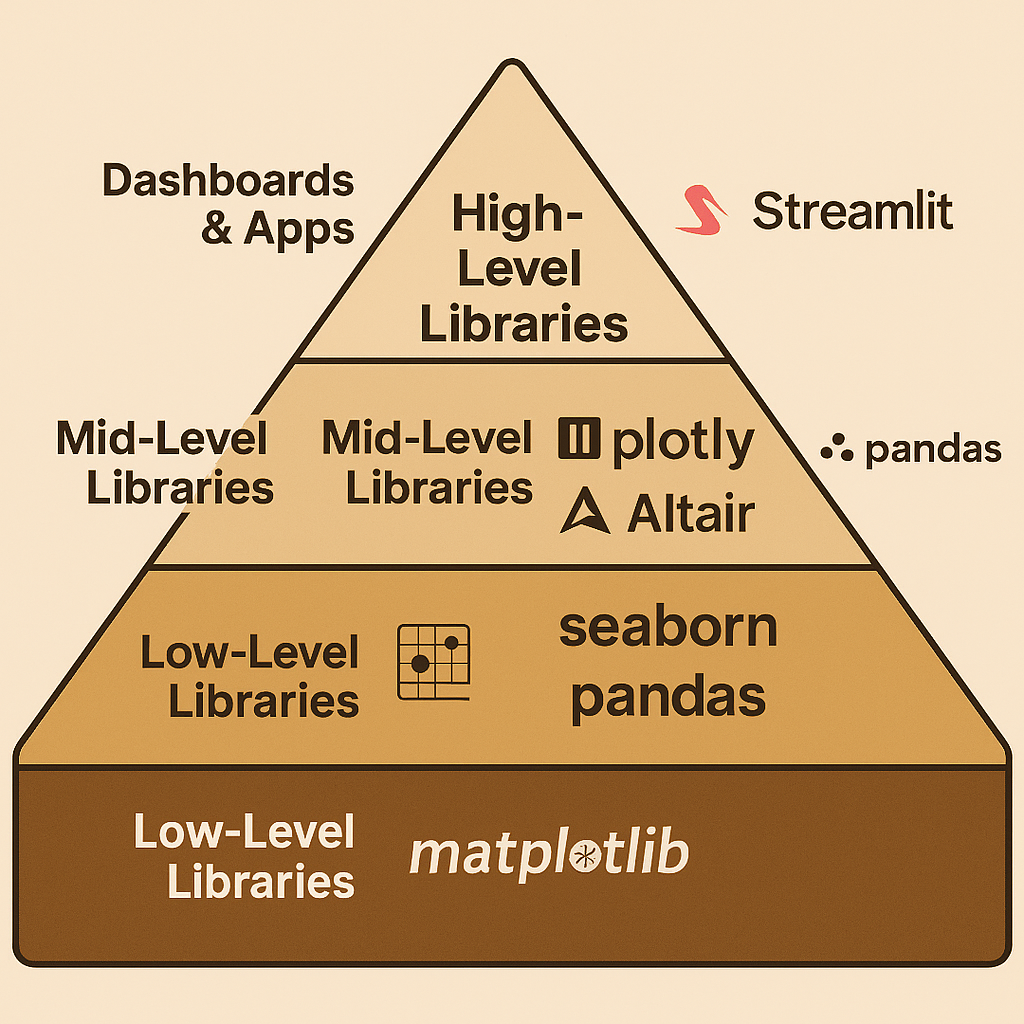 Dashboards
& Apps
High-
Level
Libraries
Streamlit
Mid-Level
Libraries
Mid-Level
Libraries
plotly
Altair
pandas
Low-Level
Libraries
seaborn
pandas
Low-Level
Libraries
matplotlib